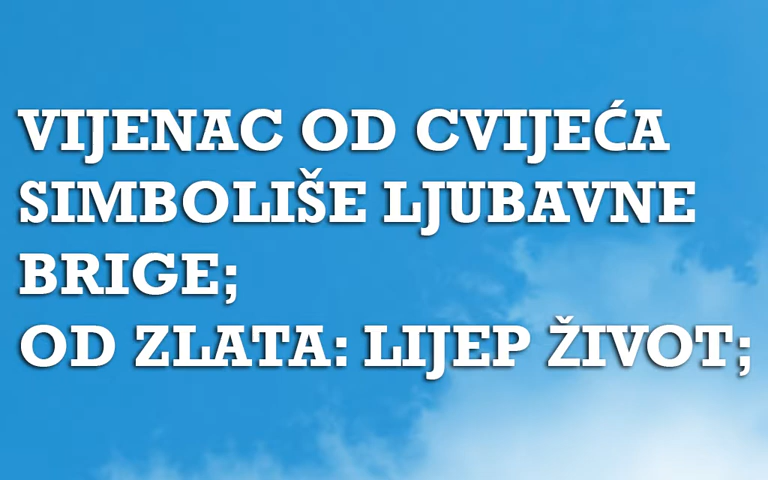 VIJENAC OD CVIJEĆA
SIMBOLIŠE LJUBAVNE
BRIGE;
OD ZLATA: LIJEP ŽIVOT;